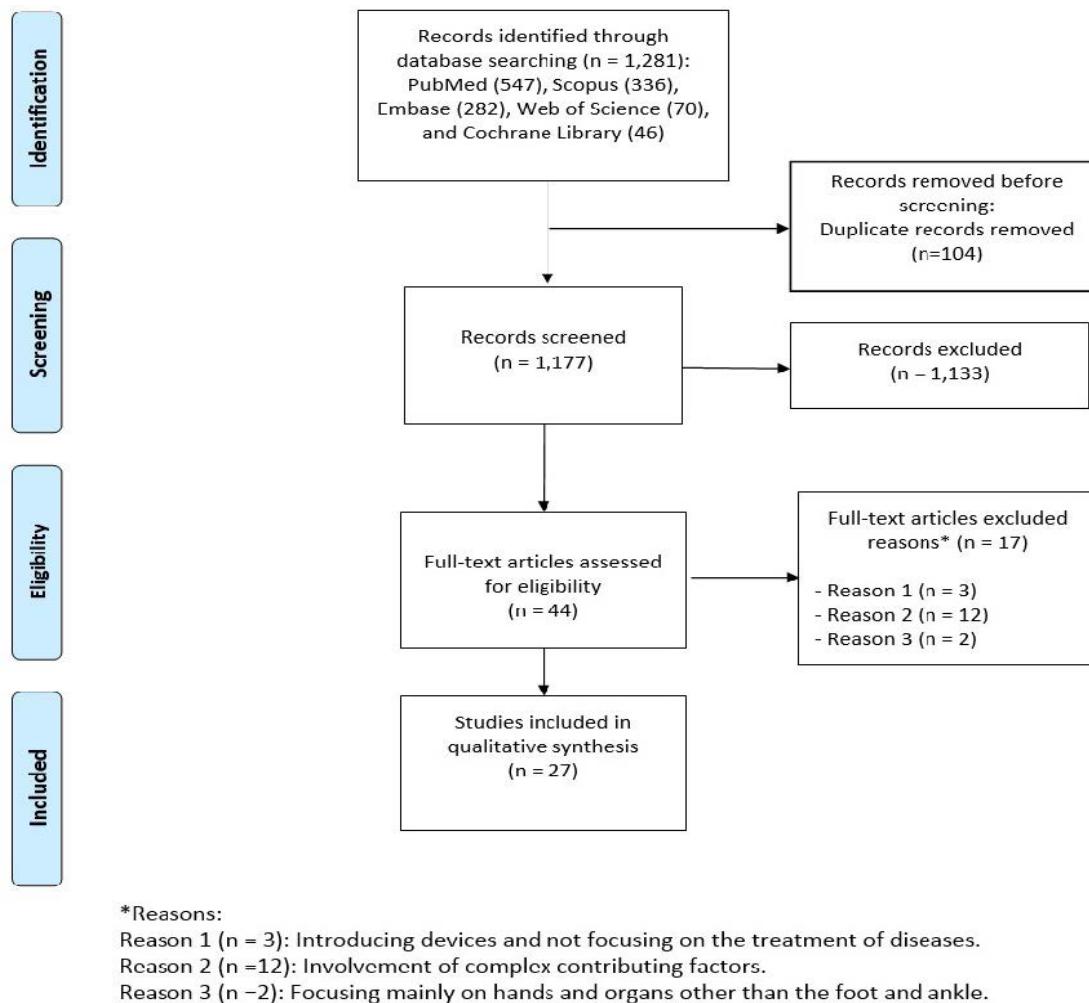 Identification
Records identified through
database searching (n = 1,281):
PubMed (547), Scopus (336),
Embase (282), Web of Science (70),
and Cochrane Library (46)
Records removed before
screening:
Duplicate records removed
(n=104)
Screening
Records screened
(n = 1,177)
Records excluded
(n – 1,133)
Eligibility
Full-text articles assessed
for eligibility
(n = 44)
Full-text articles excluded
reasons* (n = 17)
- Reason 1 (n = 3)
- Reason 2 (n = 12)
- Reason 3 (n = 2)
Included
Studies included in
qualitative synthesis
(n = 27)
*Reasons:
Reason 1 (n = 3): Introducing devices and not focusing on the treatment of diseases.
Reason 2 (n =12): Involvement of complex contributing factors.
Reason 3 (n –2): Focusing mainly on hands and organs other than the foot and ankle.